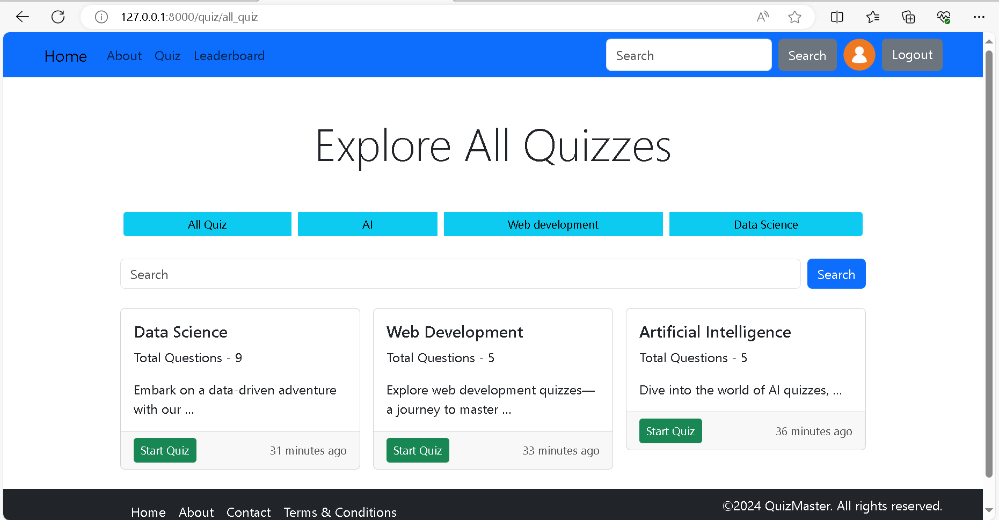 127.0.0.1:8000/quiz/all_quiz
Home About Quiz Leaderboard Search Search Logout
Explore All Quizzes
All Quiz AI Web development Data Science
Search Search
Data Science
Total Questions - 9
Embark on a data-driven adventure
with our ...
Start Quiz 31 minutes ago
Web Development
Total Questions - 5
Explore web development quizzes—
a journey to master ...
Start Quiz 33 minutes ago
Artificial Intelligence
Total Questions - 5
Dive into the world of AI quizzes, ...
Start Quiz 36 minutes ago
Home About Contact Terms & Conditions
©2024 QuizMaster. All rights reserved.